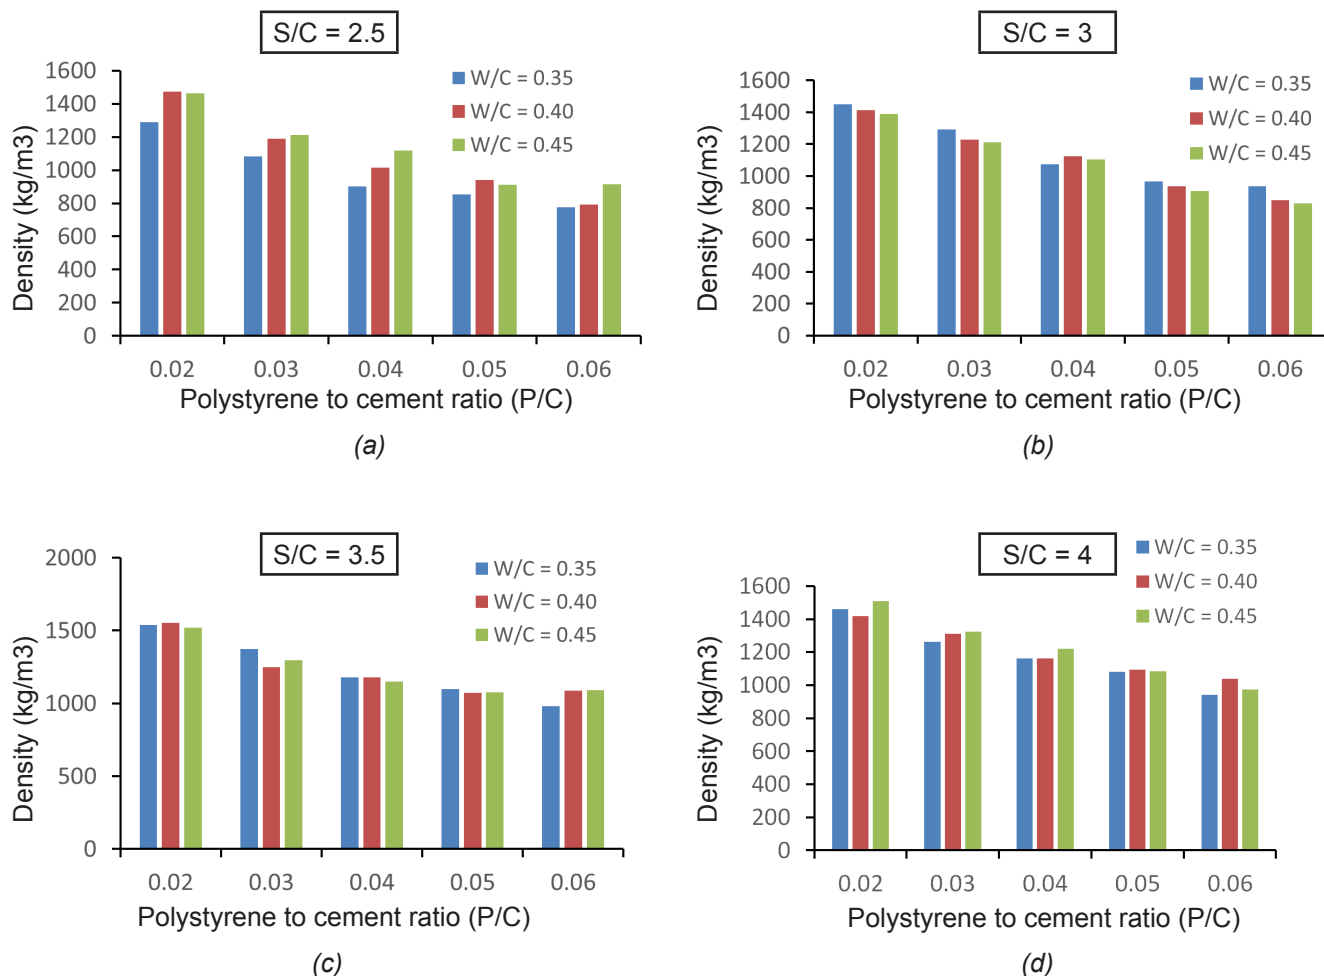 S/C = 2.5
1600
1400
1200
1000
800
600
400
200
0
Density (kg/m3)
W/C = 0.35
W/C = 0.40
W/C = 0.45
0.02 0.03 0.04 0.05 0.06
Polystyrene to cement ratio (P/C)
(a)
S/C = 3
1600
1400
1200
1000
800
600
400
200
0
Density (kg/m3)
W/C = 0.35
W/C = 0.40
W/C = 0.45
0.02 0.03 0.04 0.05 0.06
Polystyrene to cement ratio (P/C)
(b)
S/C = 3.5
2000
1500
1000
500
0
Density (kg/m3)
W/C = 0.35
W/C = 0.40
W/C = 0.45
0.02 0.03 0.04 0.05 0.06
Polystyrene to cement ratio (P/C)
(c)
S/C = 4
1600
1400
1200
1000
800
600
400
200
0
Density (kg/m3)
W/C = 0.35
W/C = 0.40
W/C = 0.45
0.02 0.03 0.04 0.05 0.06
Polystyrene to cement ratio (P/C)
(d)